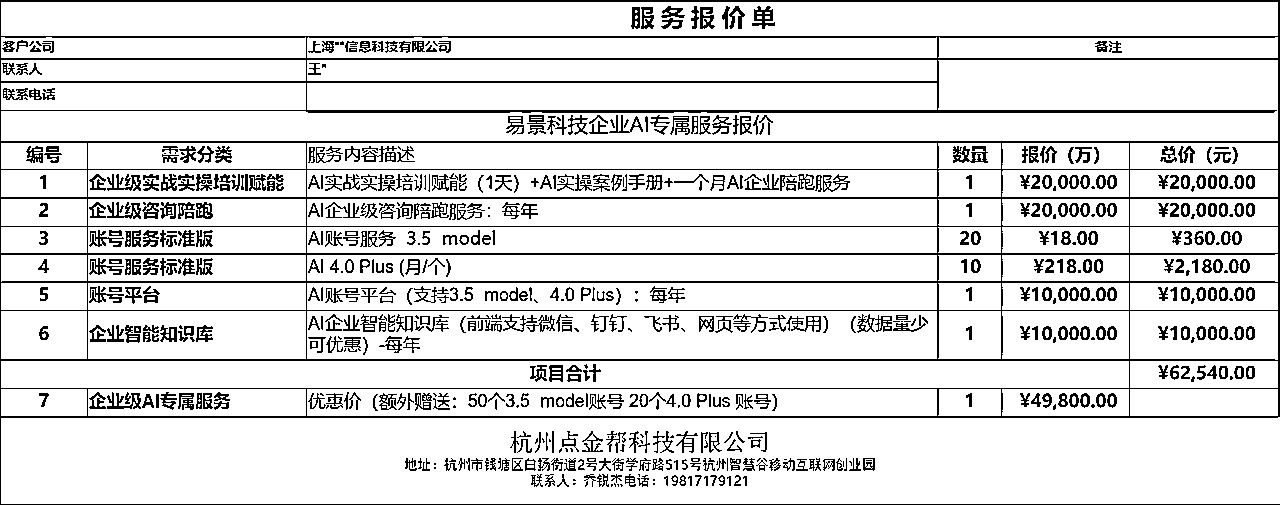 服务报价单
客户公司 上海**信息科技有限公司 备注
联系人 王*
联系电话
易景科技企业AI专属服务报价
编号 需求分类 服务内容描述 数量 报价（万） 总价（元）
1 企业级实战实操培训赋能 AI实战实操培训赋能（1天）+AI实操案例手册+一个月AI企业陪跑服务 1 ¥20,000.00 ¥20,000.00
2 企业级咨询陪跑 AI企业级咨询陪跑服务：每年 1 ¥20,000.00 ¥20,000.00
3 账号服务标准版 AI账号服务 3.5 model 20 ¥18.00 ¥360.00
4 账号服务标准版 AI 4.0 Plus (月/个) 10 ¥218.00 ¥2,180.00
5 账号平台 AI账号平台（支持3.5 model、4.0 Plus）：每年 1 ¥10,000.00 ¥10,000.00
6 企业智能知识库 AI企业智能知识库（前端支持微信、钉钉、飞书、网页等方式使用）（数据量少
可优惠）-每年 1 ¥10,000.00 ¥10,000.00
项目合计 ¥62,540.00
7 企业级AI专属服务 优惠价（额外赠送：50个3.5 model账号 20个4.0 Plus 账号） 1 ¥49,800.00
杭州点金帮科技有限公司
地址：杭州市钱塘区白扬街道2号大街学府路515号杭州智慧谷移动互联网创业园
联系人：乔锐杰电话：19817179121